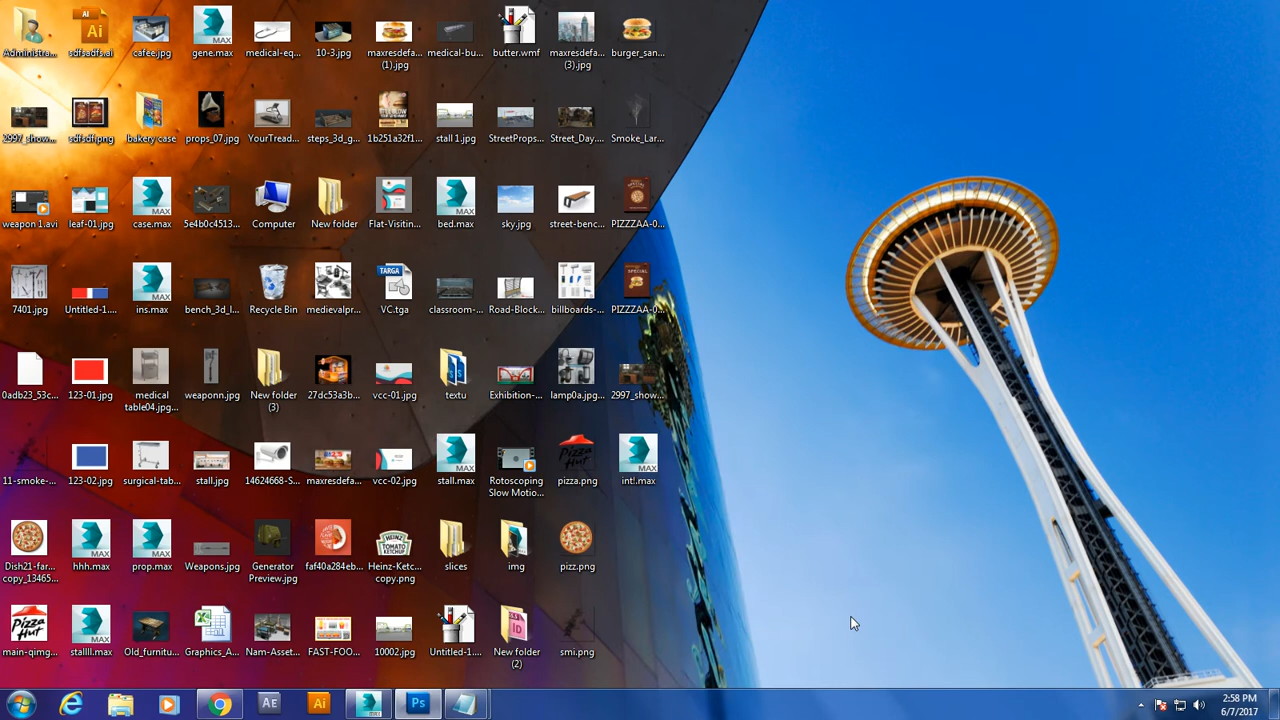 Administra...
sdfsadfs.ai
cafee.jpg
gene.max
medical-eq...
10-3.jpg
maxresdefa...
(1).jpg
medical-bu...
butter.wmf
maxresdefa...
(3).jpg
burger_san...
2997_show...
sdfsdf.png
bakery case
props_07.jpg
YourTread...
steps_3d_g...
1b251a32f1...
stall 1.jpg
StreetProps...
Street_Day....
Smoke_Lar...
weapon 1.avi
leaf-01.jpg
case.max
5e4b0c4513...
Computer
New folder
Flat-Visitin...
bed.max
sky.jpg
street-benc...
PIZZZAA-0...
7401.jpg
Untitled-1....
ins.max
bench_3d_l...
Recycle Bin
medievalpr...
VC.tga
classroom-...
Road-Block...
billboards-...
PIZZZAA-0...
0adb23_53c...
123-01.jpg
medical
table04.jpg...
weaponn.jpg
New folder
(3)
27dc53a3b...
vcc-01.jpg
textu
Exhibition-...
lamp0a.jpg...
2997_show...
11-smoke-...
123-02.jpg
surgical-tab...
stall.jpg
14624668-S...
maxresdefa...
vcc-02.jpg
stall.max
Rotoscoping
Slow Motio...
pizza.png
int!.max
Dish21-far...
copy_13465...
hhh.max
prop.max
Weapons.jpg
Generator
Preview.jpg
faf40a284eb...
Heinz-Ketc...
copy.png
slices
img
pizz.png
main-qimg...
stallll.max
Old_furnitu...
Graphics_A...
Nam-Asset...
FAST-FOO...
10002.jpg
Untitled-1....
New folder
(2)
smi.png
2:58 PM
6/7/2017